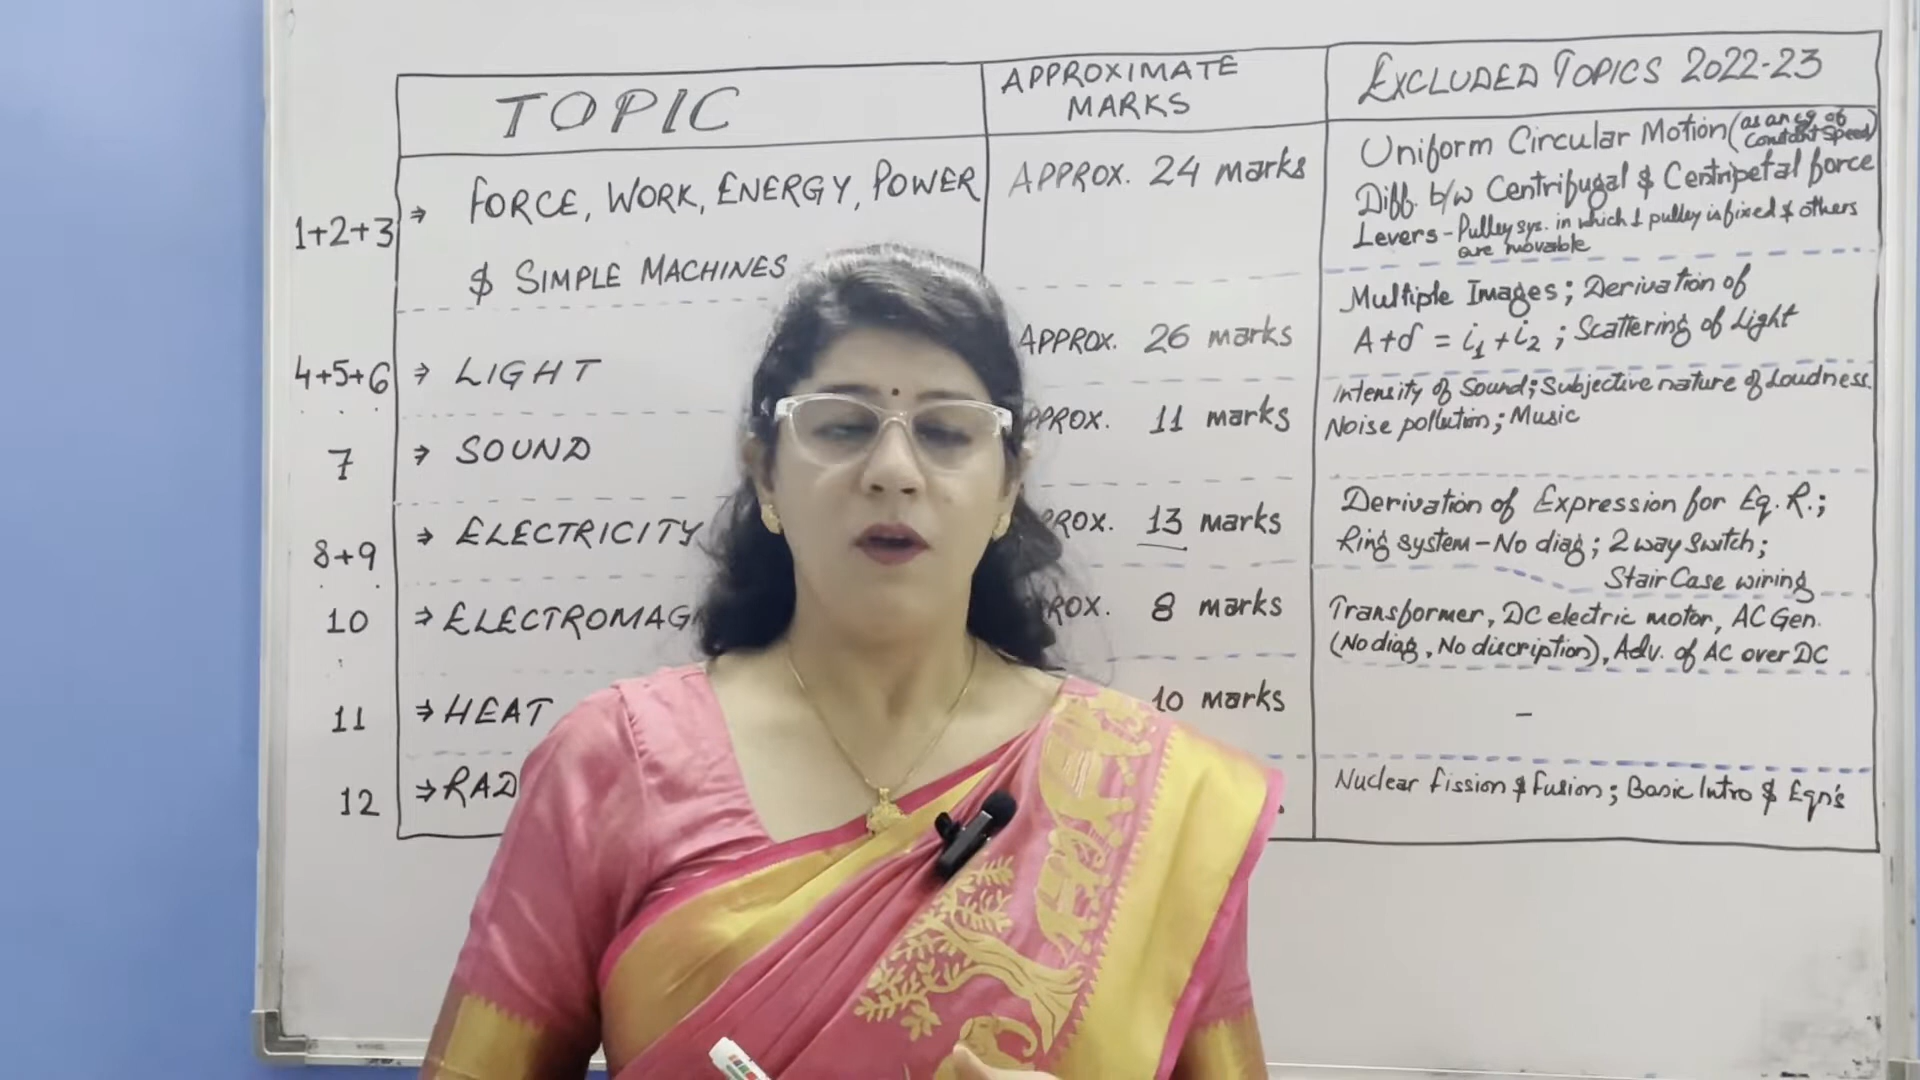 TOPIC
APPROXIMATE
MARKS
EXCLUDED TOPICS 2022-23
1+2+3
⇒ FORCE, WORK, ENERGY, POWER
$ SIMPLE MACHINES
APPROX. 24 marks
Uniform Circular Motion (as an eg of
Constant Speed)
Diff. b/w Centrifugal $ Centripetal force
Levers - Pulley sys. in which 1 pulley is fixed $ others
are movable
4+5+6
⇒ LIGHT
APPROX. 26 marks
Multiple Images; Derivation of
A+δ = i₁ + i₂ ; Scattering of Light
7
⇒ SOUND
PPROX. 11 marks
Intensity of Sound; Subjective nature of Loudness.
Noise pollution; Music
8+9
⇒ ELECTRICITY
PROX. 13 marks
Derivation of Expression for Eq. R.;
Ring system - No diag; 2 way switch;
StairCase wiring
10
⇒ ELECTROMAG
ROX. 8 marks
Transformer, DC electric motor, AC Gen.
(No diag, No discription), Adv. of AC over DC
11
⇒ HEAT
10 marks
-
12
⇒ RAD
Nuclear fission $ Fusion; Basic Intro $ Eqn's